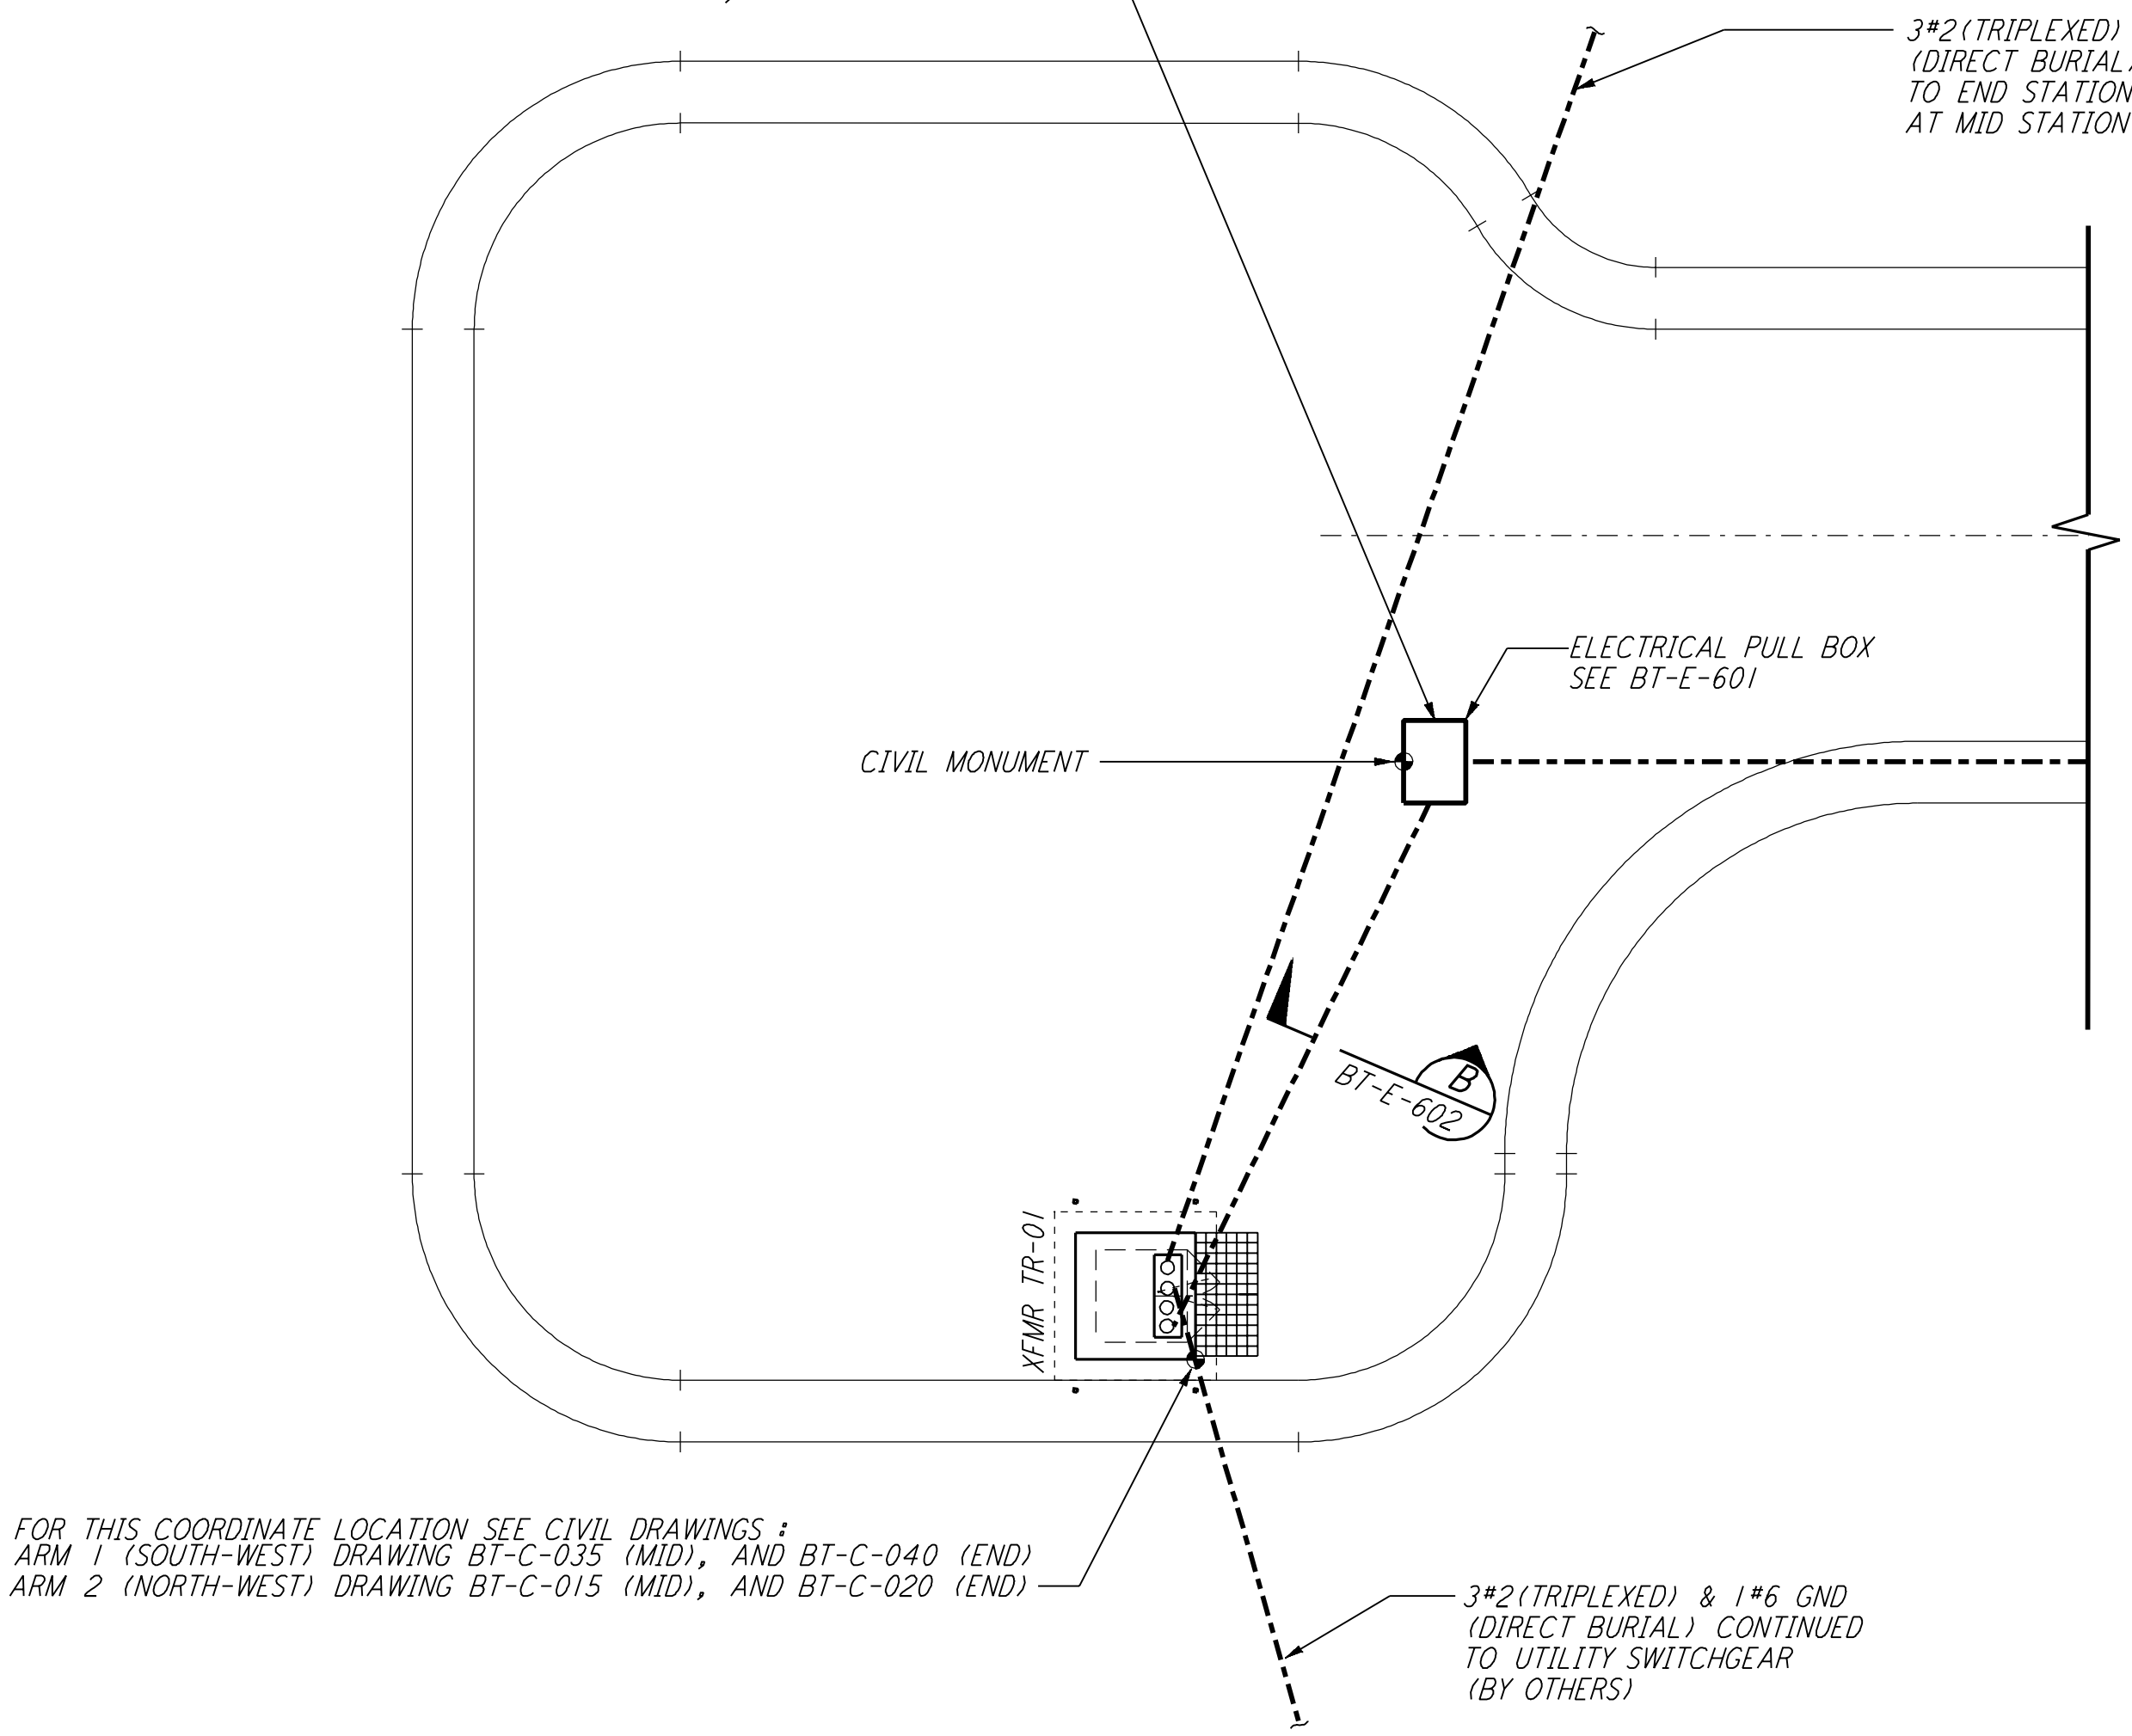 3#2(TRIPLEXED)
(DIRECT BURIAL)
TO END STATION
AT MID STATION
ELECTRICAL PULL BOX
SEE BT-E-601
CIVIL MONUMENT
B
BT-E-602
XFMR TR-01
FOR THIS COORDINATE LOCATION SEE CIVIL DRAWINGS :
ARM 1 (SOUTH-WEST) DRAWING BT-C-035 (MID), AND BT-C-040 (END)
ARM 2 (NORTH-WEST) DRAWING BT-C-015 (MID), AND BT-C-020 (END)
3#2(TRIPLEXED) & 1#6 GND
(DIRECT BURIAL) CONTINUED
TO UTILITY SWITCHGEAR
(BY OTHERS)